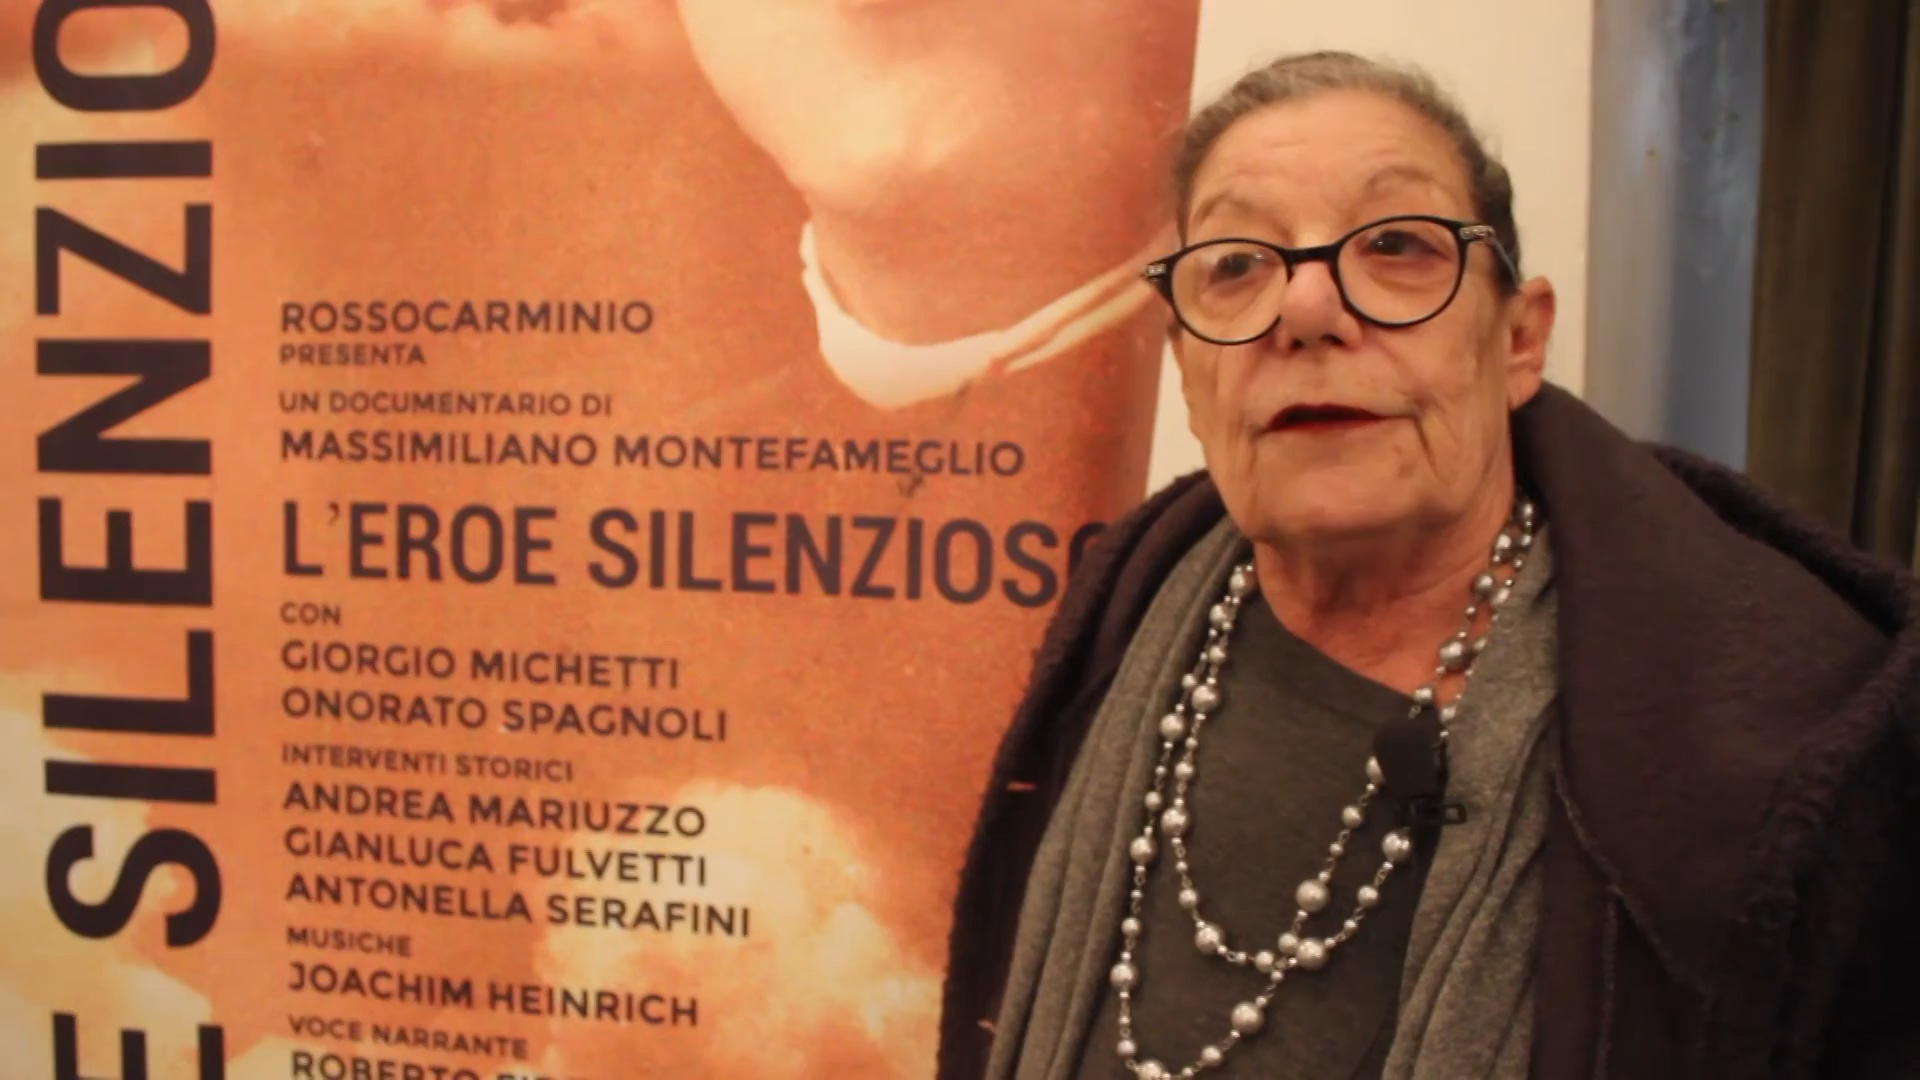 E SILENZIO
ROSSOCARMINIO
PRESENTA
UN DOCUMENTARIO DI
MASSIMILIANO MONTEFAMEGLIO
L'EROE SILENZIOSO
CON
GIORGIO MICHETTI
ONORATO SPAGNOLI
INTERVENTI STORICI
ANDREA MARIUZZO
GIANLUCA FULVETTI
ANTONELLA SERAFINI
MUSICHE
JOACHIM HEINRICH
VOCE NARRANTE
ROBERTO